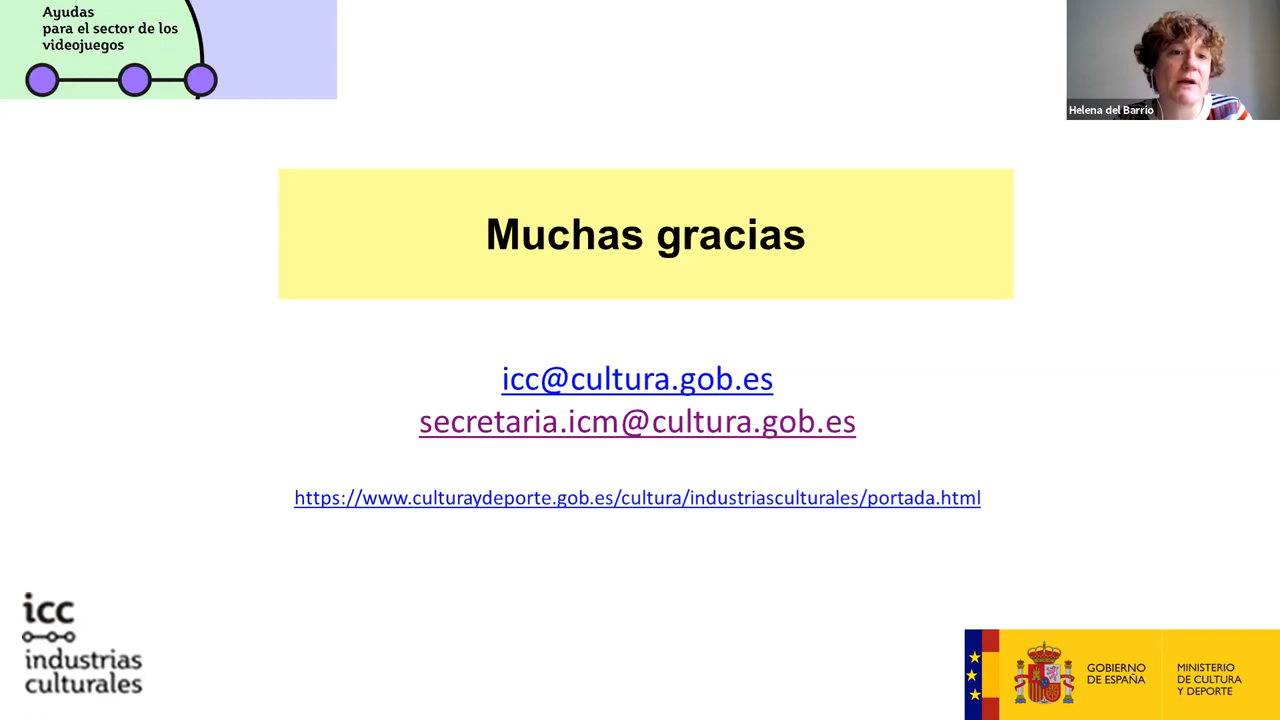 Ayudas
para el sector de los
videojuegos
Helena del Barrio
Muchas gracias
icc@cultura.gob.es
secretaria.icm@cultura.gob.es
https://www.culturaydeporte.gob.es/cultura/industriasculturales/portada.html
icc
industrias
culturales
GOBIERNO
DE ESPAÑA
MINISTERIO
DE CULTURA
Y DEPORTE